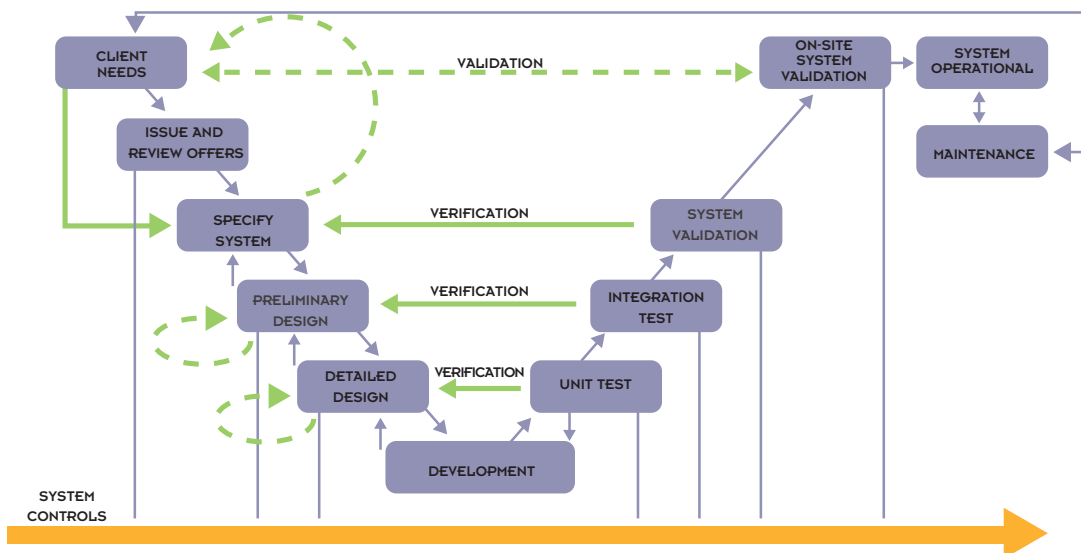 CLIENT
NEEDS
VALIDATION
ON-SITE
SYSTEM
VALIDATION
SYSTEM
OPERATIONAL
ISSUE AND
REVIEW OFFERS
MAINTENANCE
SPECIFY
SYSTEM
VERIFICATION
SYSTEM
VALIDATION
PRELIMINARY
DESIGN
VERIFICATION
INTEGRATION
TEST
DETAILED
DESIGN
VERIFICATION
UNIT TEST
DEVELOPMENT
SYSTEM
CONTROLS